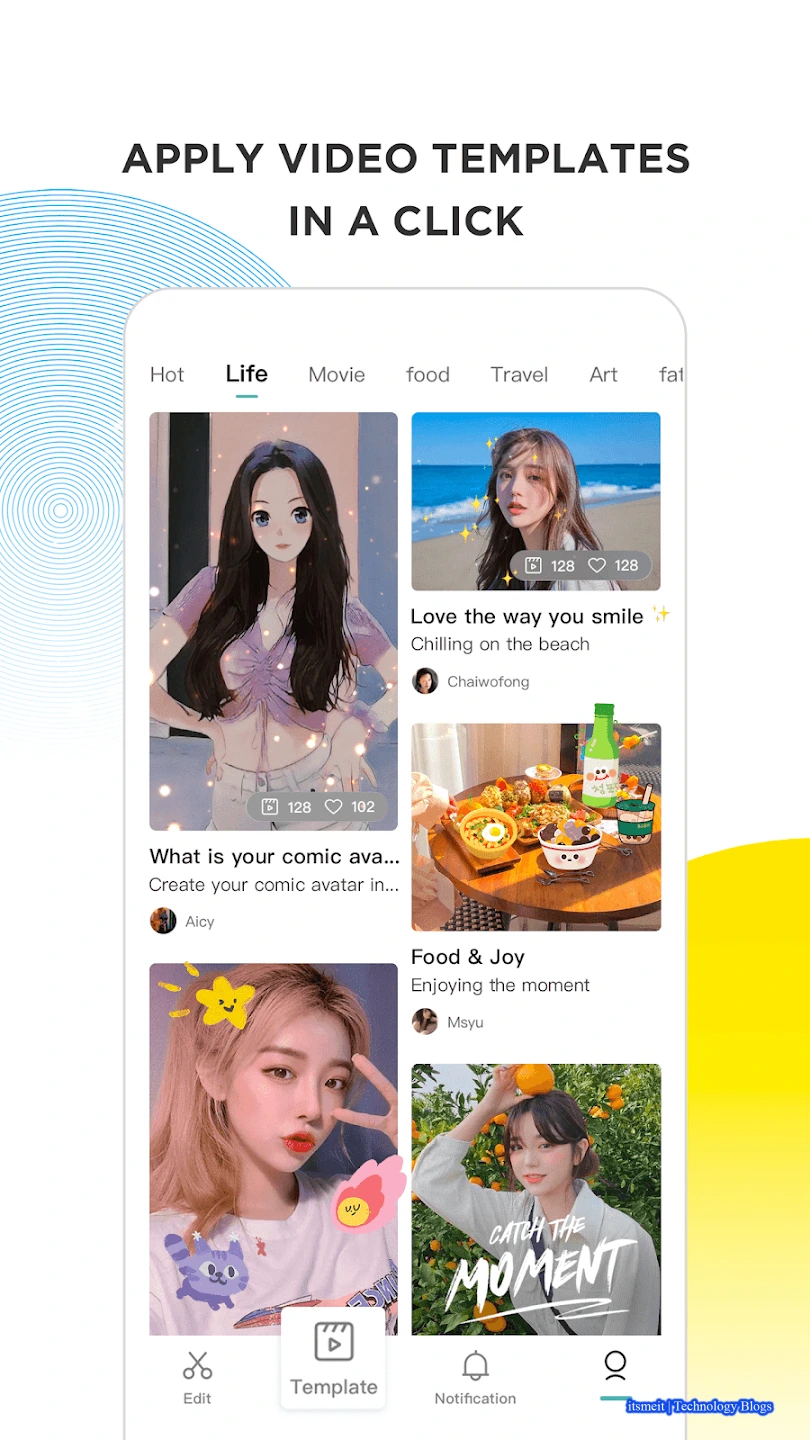 APPLY VIDEO TEMPLATES
IN A CLICK
Hot Life Movie food Travel Art fat
128 102
What is your comic ava...
Create your comic avatar in...
Aicy
128 128
Love the way you smile ✨
Chilling on the beach
Chaiwofong
Food & Joy
Enjoying the moment
Msyu
CATCH THE
MOMENT
Edit
Template
Notification
itsmeit | Technology Blogs